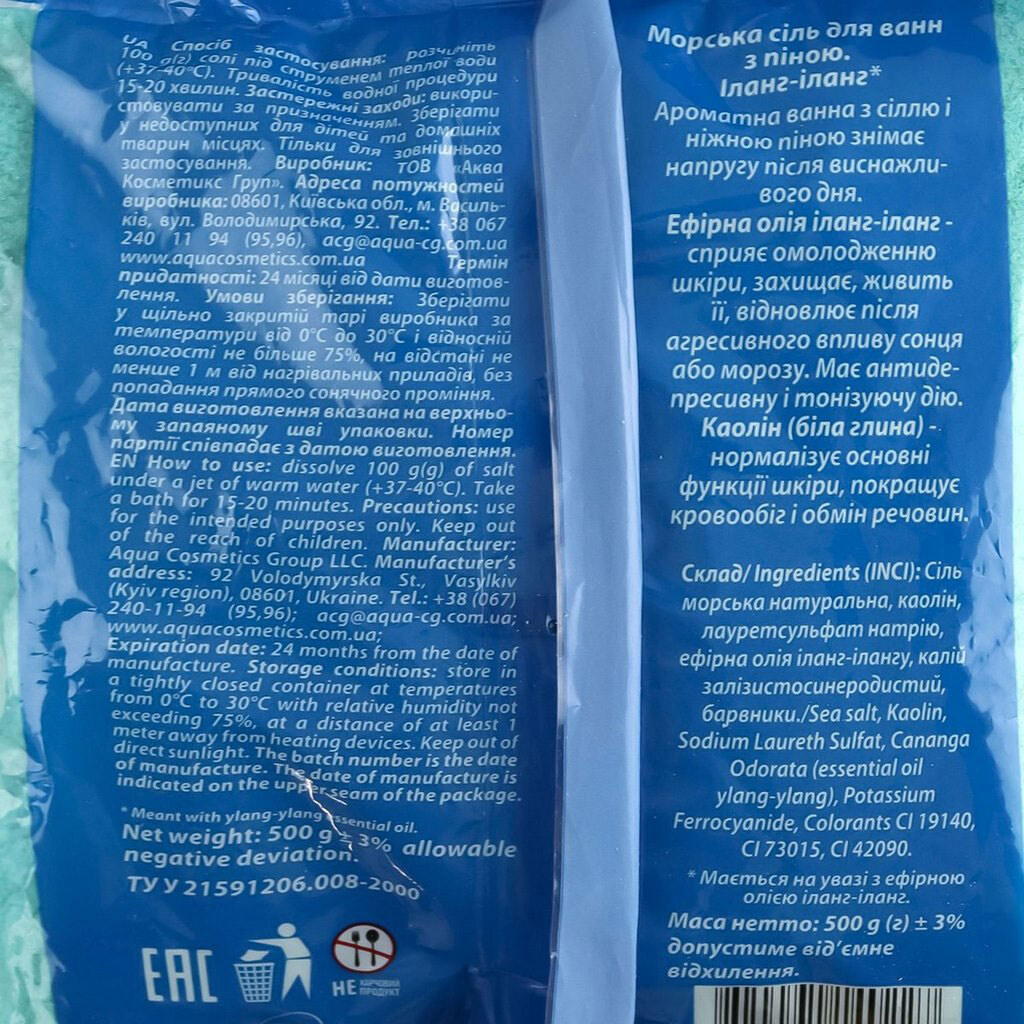 UA Спосіб застосування: розчиніть
100 g(г) солі під струменем теплої води
(+37-40°С). Тривалість водної процедури
15-20 хвилин. Застережні заходи: викори-
стовувати за призначенням. Зберігати
у недоступних для дітей та домашніх
тварин місцях. Тільки для зовнішнього
застосування. Виробник: ТОВ «Аква
Косметикс Груп». Адреса потужностей
виробника: 08601, Київська обл., м. Василь-
ків, вул. Володимирська, 92. Тел.: +38 067
240 11 94 (95,96), acg@aqua-cg.com.ua
www.aquacosmetics.com.ua Термін
придатності: 24 місяці від дати виготов-
лення. Умови зберігання: Зберігати
у щільно закритій тарі виробника за
температури від 0°С до 30°С і відносній
вологості не більше 75%, на відстані не
менше 1 м від нагрівальних приладів, без
попадання прямого сонячного проміння.
Дата виготовлення вказана на верхньо-
му запаяному шві упаковки. Номер
партії співпадає з датою виготовлення.
EN How to use: dissolve 100 g(g) of salt
under a jet of warm water (+37-40°C). Take
a bath for 15-20 minutes. Precautions: use
for the intended purposes only. Keep out
of the reach of children. Manufacturer:
Aqua Cosmetics Group LLC. Manufacturer's
address: 92 Volodymyrska St., Vasylkiv
(Kyiv region), 08601, Ukraine. Tel.: +38 (067)
240-11-94 (95,96); acg@aqua-cg.com.ua;
www.aquacosmetics.com.ua;
Expiration date: 24 months from the date of
manufacture. Storage conditions: store in
a tightly closed container at temperatures
from 0°C to 30°C with relative humidity not
exceeding 75%, at a distance of at least 1
meter away from heating devices. Keep out of
direct sunlight. The batch number is the date
of manufacture. The date of manufacture is
indicated on the upper seam of the package.
* Meant with ylang-ylang essential oil.
Net weight: 500 g ± 3% allowable
negative deviation.
ТУ У 21591206.008-2000
EAC
НЕ ХАРЧОВИЙ
ПРОДУКТ
Морська сіль для ванн
з піною.
Іланг-іланг*
Ароматна ванна з сіллю і
ніжною піною знімає
напругу після виснажли-
вого дня.
Ефірна олія іланг-іланг -
сприяє омолодженню
шкіри, захищає, живить
її, відновлює після
агресивного впливу сонця
або морозу. Має антиде-
пресивну і тонізуючу дію.
Каолін (біла глина) -
нормалізує основні
функції шкіри, покращує
кровообіг і обмін речовин.
Склад/ Ingredients (INCI): Сіль
морська натуральна, каолін,
лауретсульфат натрію,
ефірна олія іланг-ілангу, калій
залізистосинеродистий,
барвники./Sea salt, Kaolin,
Sodium Laureth Sulfat, Cananga
Odorata (essential oil
ylang-ylang), Potassium
Ferrocyanide, Colorants CI 19140,
CI 73015, CI 42090.
* Мається на увазі з ефірною
олією іланг-іланг.
Маса нетто: 500 g (г) ± 3%
допустиме від'ємне
відхилення.